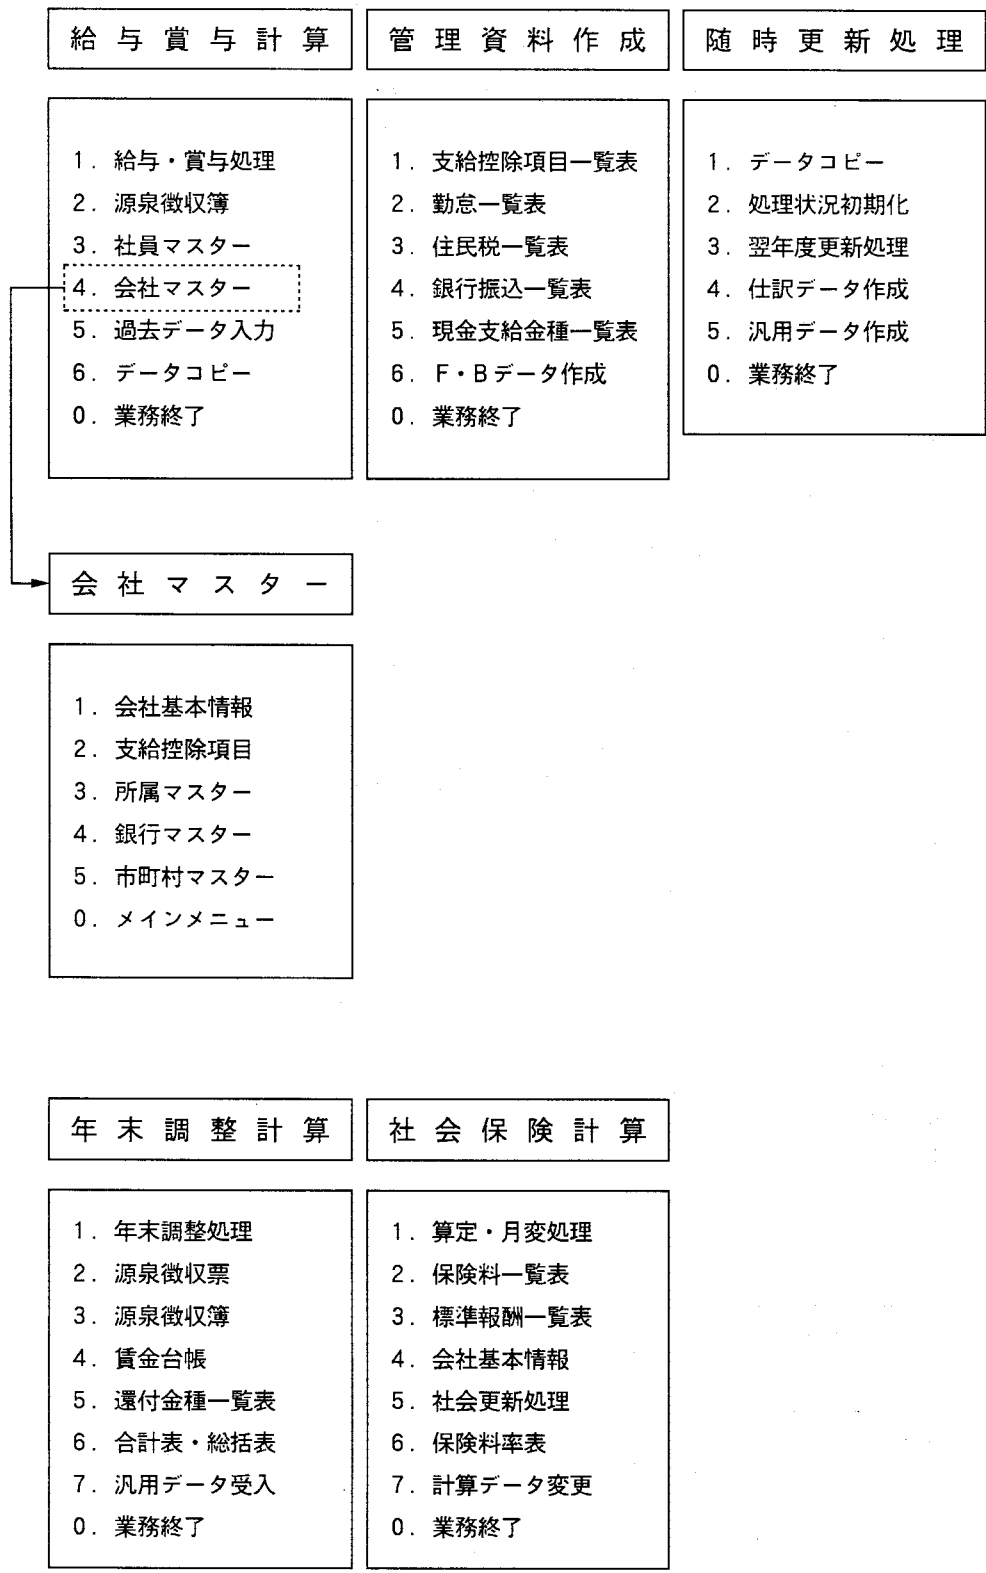 給与賞与計算
1. 給与・賞与処理
2. 源泉徴収簿
3. 社員マスター
4. 会社マスター
5. 過去データ入力
6. データコピー
0. 業務終了
管理資料作成
1. 支給控除項目一覧表
2. 勤怠一覧表
3. 住民税一覧表
4. 銀行振込一覧表
5. 現金支給金種一覧表
6. F・Bデータ作成
0. 業務終了
随時更新処理
1. データコピー
2. 処理状況初期化
3. 翌年度更新処理
4. 仕訳データ作成
5. 汎用データ作成
0. 業務終了
会社マスター
1. 会社基本情報
2. 支給控除項目
3. 所属マスター
4. 銀行マスター
5. 市町村マスター
0. メインメニュー
年末調整計算
1. 年末調整処理
2. 源泉徴収票
3. 源泉徴収簿
4. 賃金台帳
5. 還付金種一覧表
6. 合計表・総括表
7. 汎用データ受入
0. 業務終了
社会保険計算
1. 算定・月変処理
2. 保険料一覧表
3. 標準報酬一覧表
4. 会社基本情報
5. 社会更新処理
6. 保険料率表
7. 計算データ変更
0. 業務終了